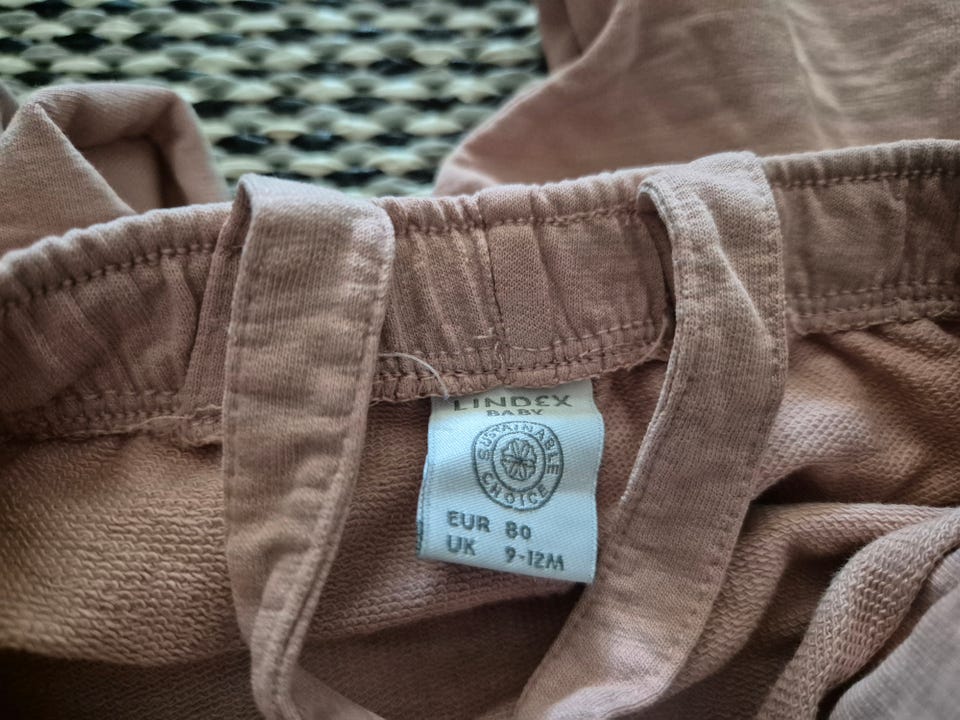 LINDEX
BABY
SUSTAINABLE
CHOICE
EUR 80
UK 9-12M